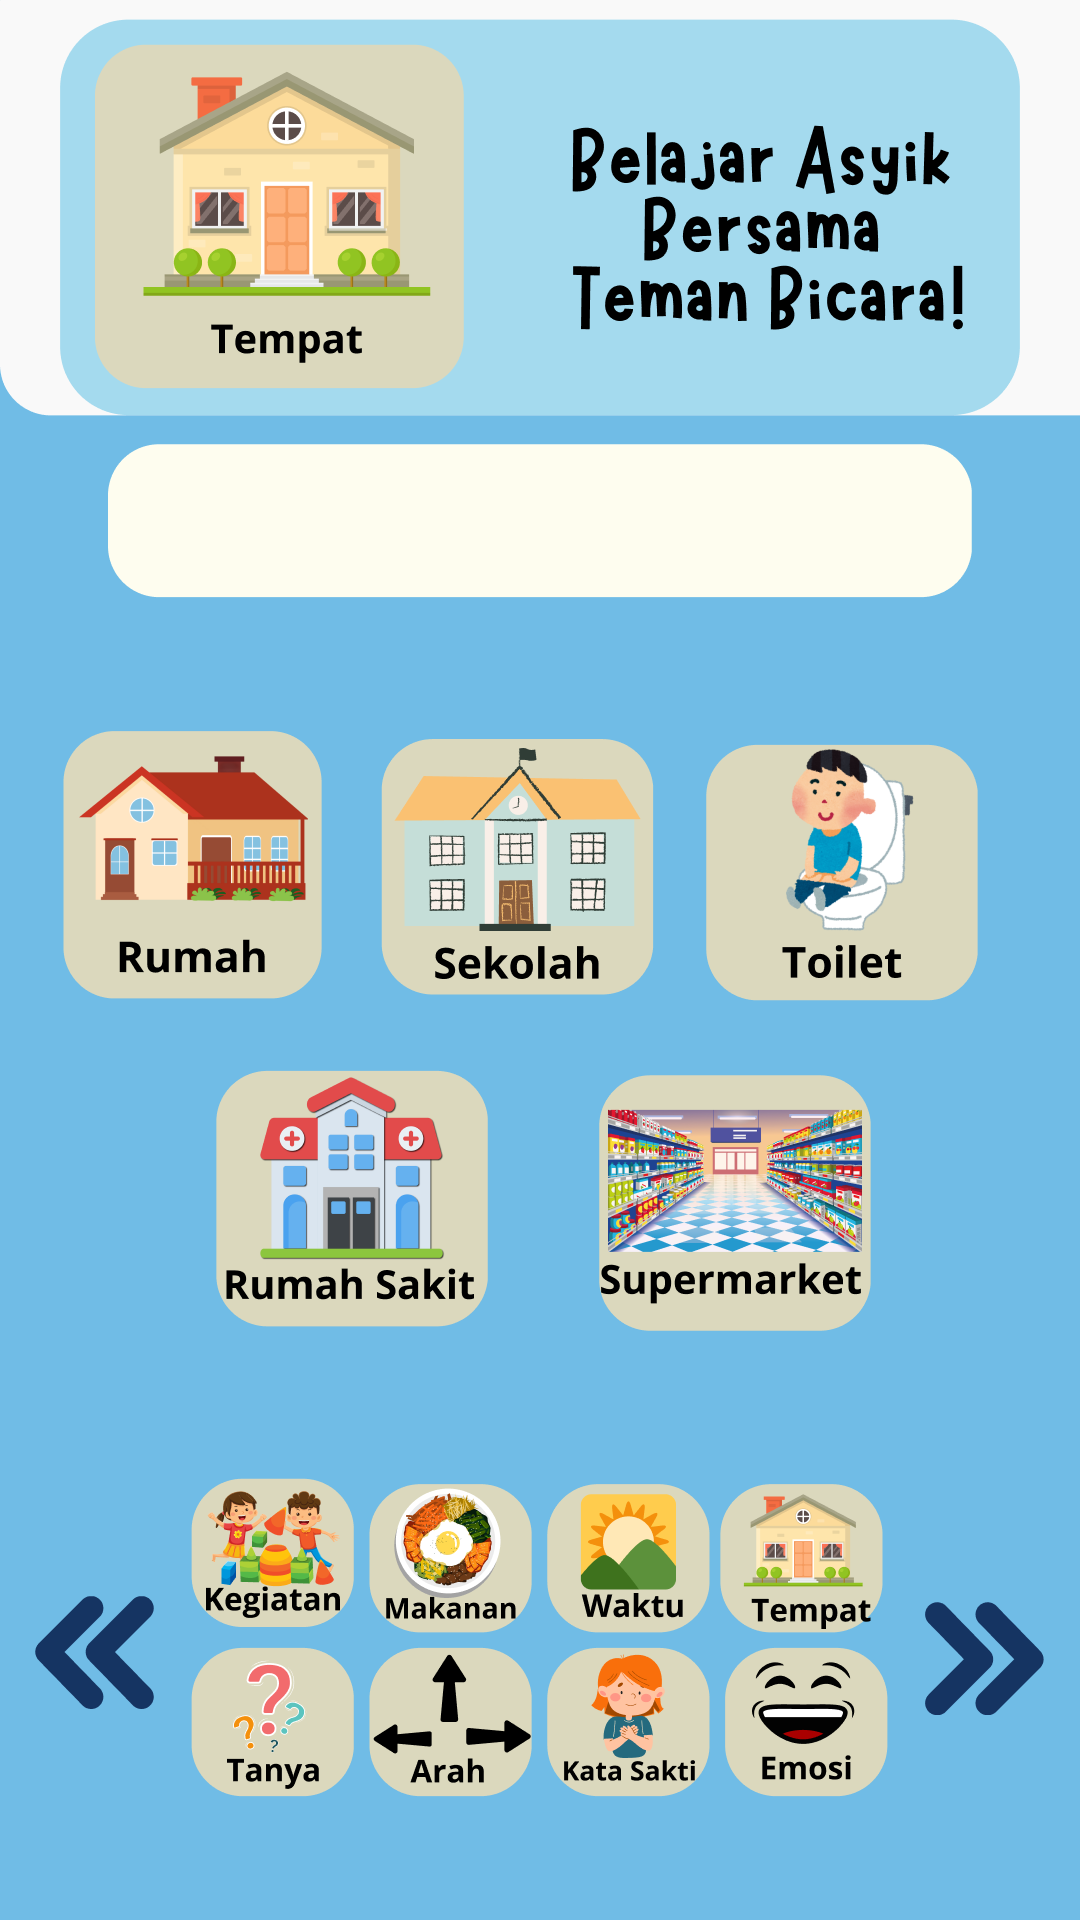 Tempat
Belajar Asyik
Bersama
Teman Bicara!
Rumah
Sekolah
Toilet
Rumah Sakit
Supermarket
Kegiatan
Makanan
Waktu
Tempat
Tanya
Arah
Kata Sakti
Emosi